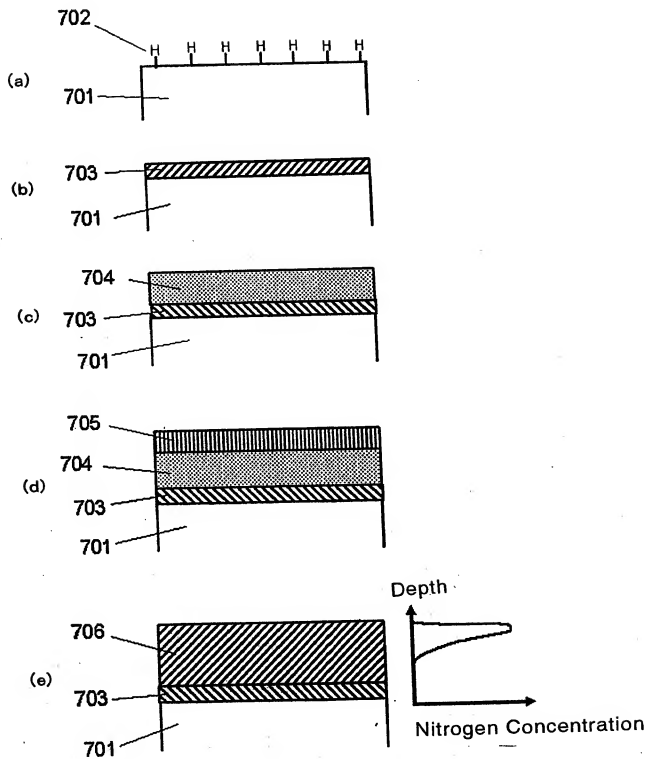 702
H H H H H H H
(a)
701
703
(b)
701
704
(c)
703
701
705
704
(d)
703
701
Depth
706
(e)
703
701
Nitrogen Concentration